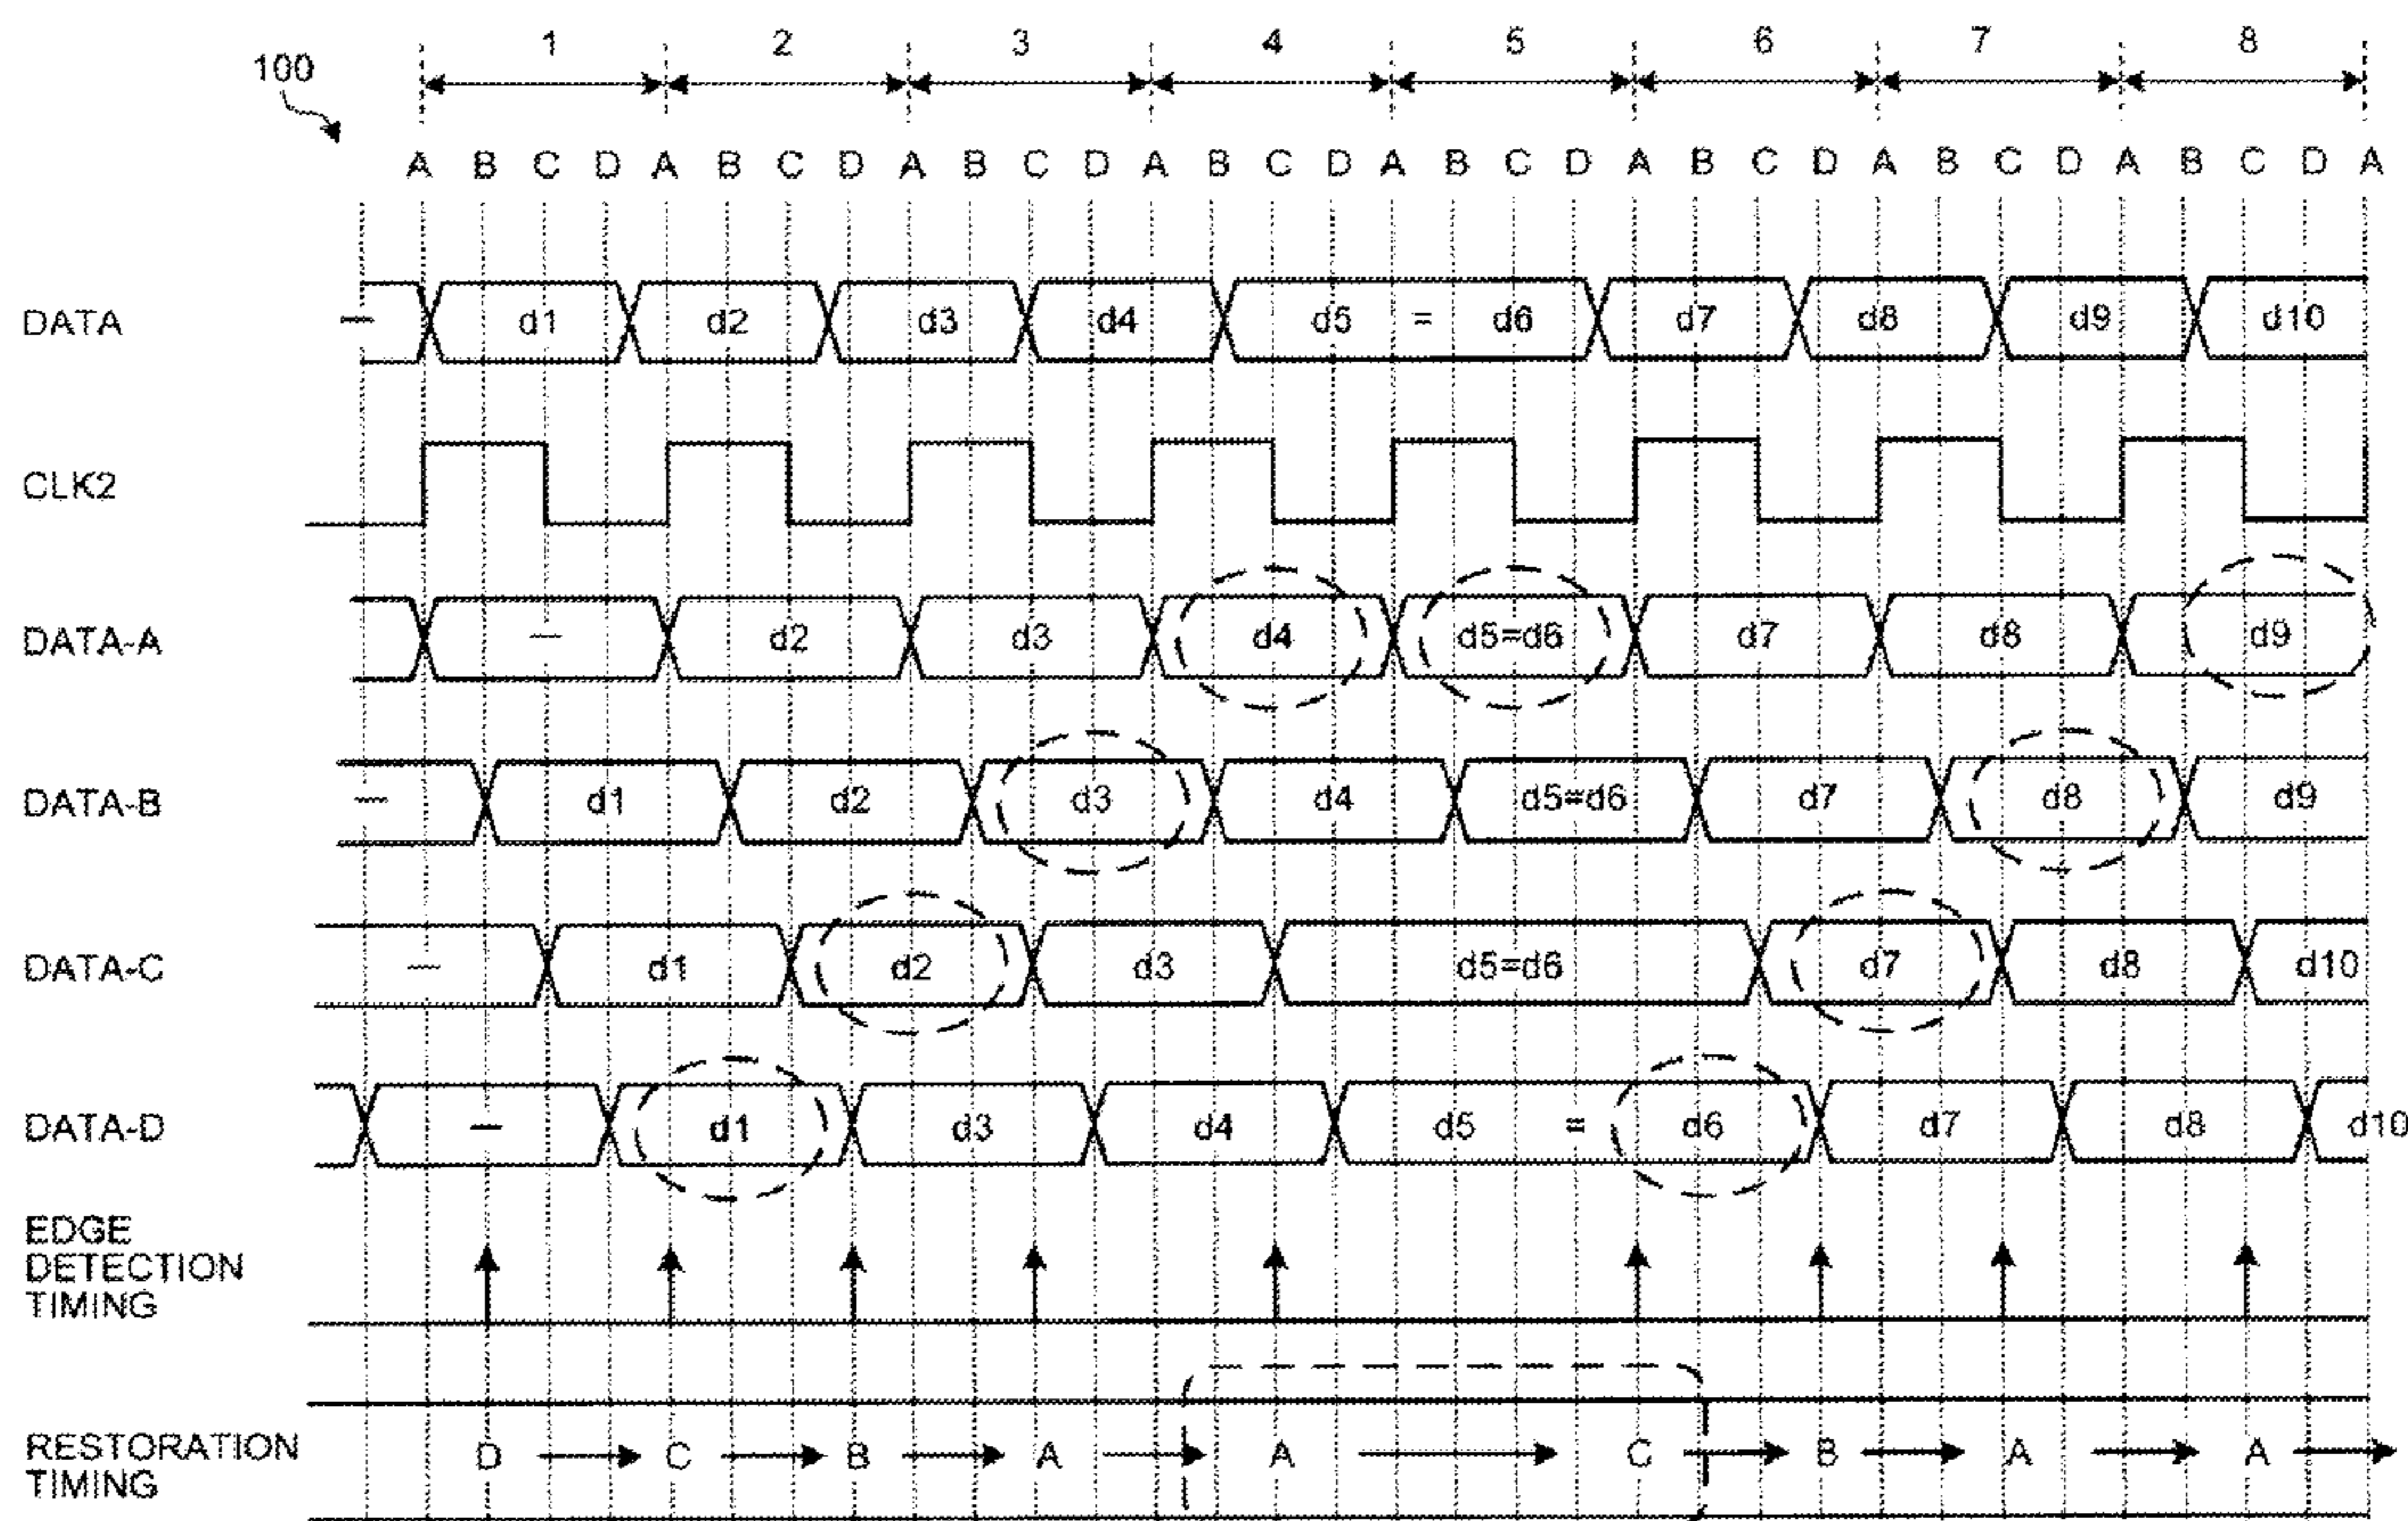 1 2 3 4 5 6 7 8
100
A B C D A B C D A B C D A B C D A B C D A B C D A B C D A B C D A
DATA — d1 d2 d3 d4 d5 = d6 d7 d8 d9 d10
CLK2
DATA-A — d2 d3 d4 d5=d6 d7 d8 d9
DATA-B — d1 d2 d3 d4 d5=d6 d7 d8 d9
DATA-C — d1 d2 d3 d5=d6 d7 d8 d10
DATA-D — d1 d3 d4 d5 = d6 d7 d8 d10
EDGE
DETECTION
TIMING
RESTORATION
TIMING
D C B A A C B A A